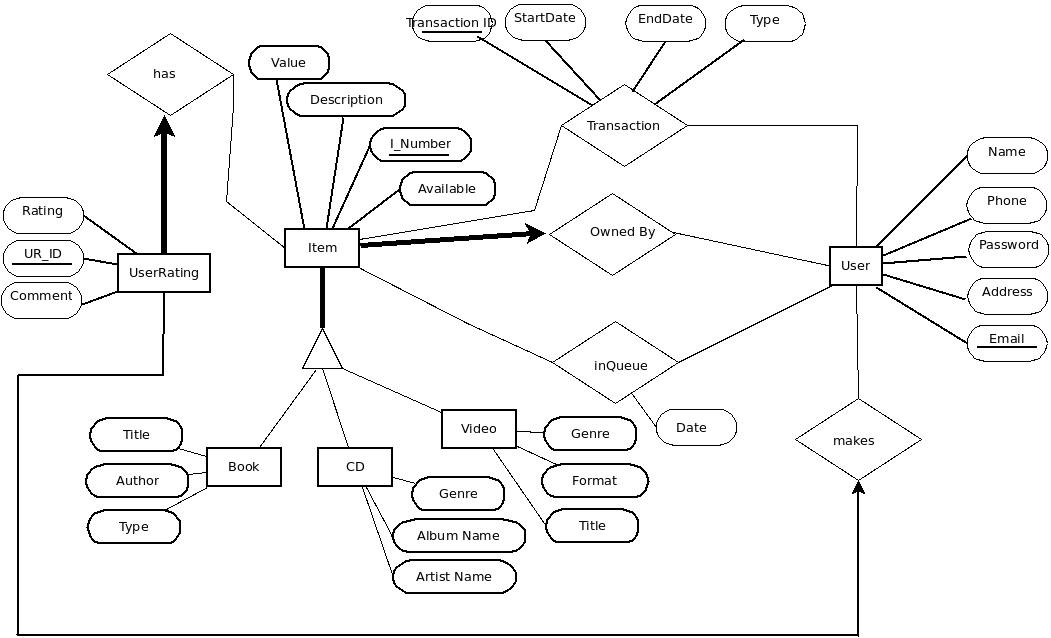 Transaction ID
StartDate
EndDate
Type
has
Value
Description
Transaction
I_Number
Name
Available
Phone
Rating
Owned By
Password
Item
UR_ID
UserRating
User
Comment
Address
Email
inQueue
Date
Title
Video
Genre
makes
Book
CD
Author
Format
Genre
Type
Title
Album Name
Artist Name